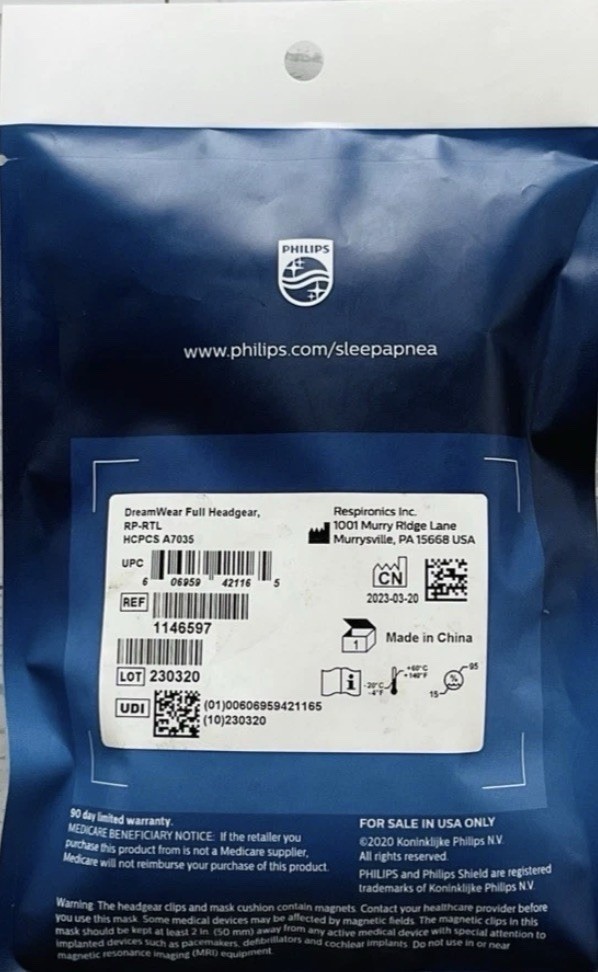 PHILIPS
www.philips.com/sleepapnea
DreamWear Full Headgear,
RP-RTL
HCPCS A7035
UPC
6 06959 42116 5
REF
1146597
LOT 230320
UDI
(01)00606959421165
(10)230320
Respironics Inc.
1001 Murry Ridge Lane
Murrysville, PA 15668 USA
CN
2023-03-20
1
Made in China
i
-20°C
-4°F
+60°C
+140°F
15
%
95
90 day limited warranty.
MEDICARE BENEFICIARY NOTICE: If the retailer you
purchase this product from is not a Medicare supplier,
Medicare will not reimburse your purchase of this product.
FOR SALE IN USA ONLY
©2020 Koninklijke Philips N.V.
All rights reserved.
PHILIPS and Philips Shield are registered
trademarks of Koninklijke Philips N.V.
Warning: The headgear clips and mask cushion contain magnets. Contact your healthcare provider before
you use this mask. Some medical devices may be affected by magnetic fields. The magnetic clips in this
mask should be kept at least 2 in. (50 mm) away from any active medical device with special attention to
implanted devices such as pacemakers, defibrillators and cochlear implants. Do not use in or near
magnetic resonance imaging (MRI) equipment.